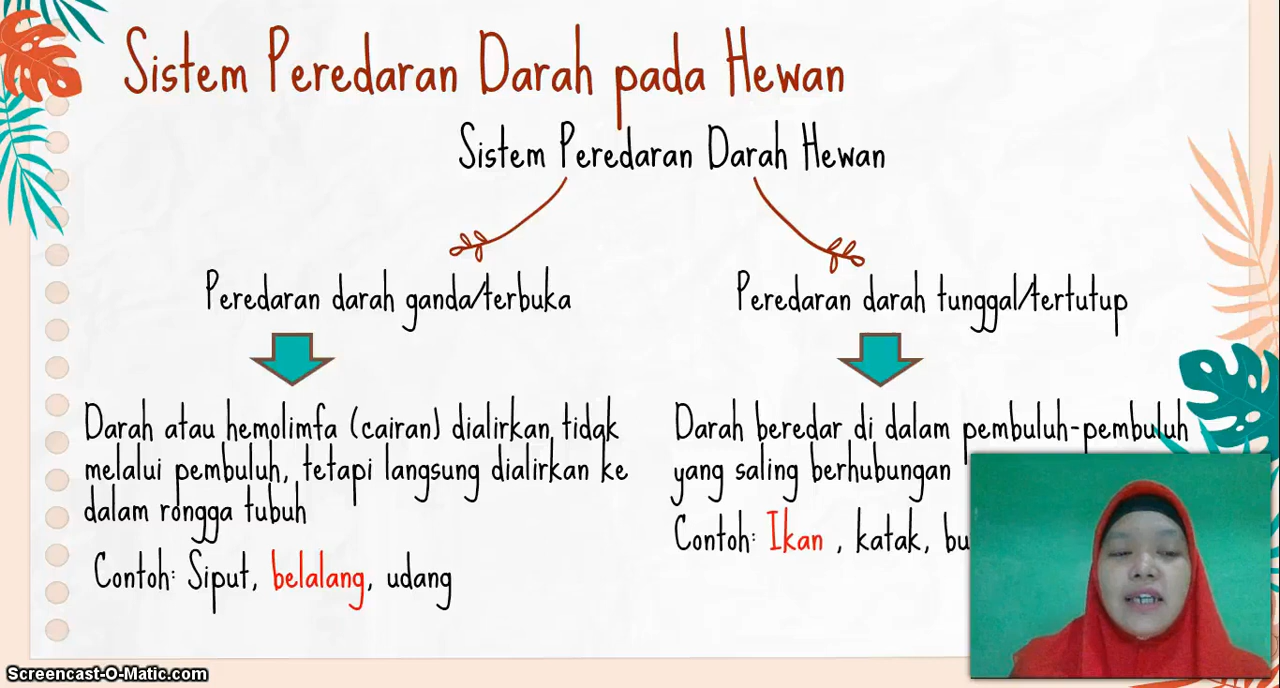 Sistem Peredaran Darah pada Hewan
Sistem Peredaran Darah Hewan
Peredaran darah ganda/terbuka
Darah atau hemolimfa (cairan) dialirkan tidak
melalui pembuluh, tetapi langsung dialirkan ke
dalam rongga tubuh
Contoh: Siput, belalang, udang
Peredaran darah tunggal/tertutup
Darah beredar di dalam pembuluh-pembuluh
yang saling berhubungan
Contoh: Ikan , katak,
Screencast-O-Matic.com